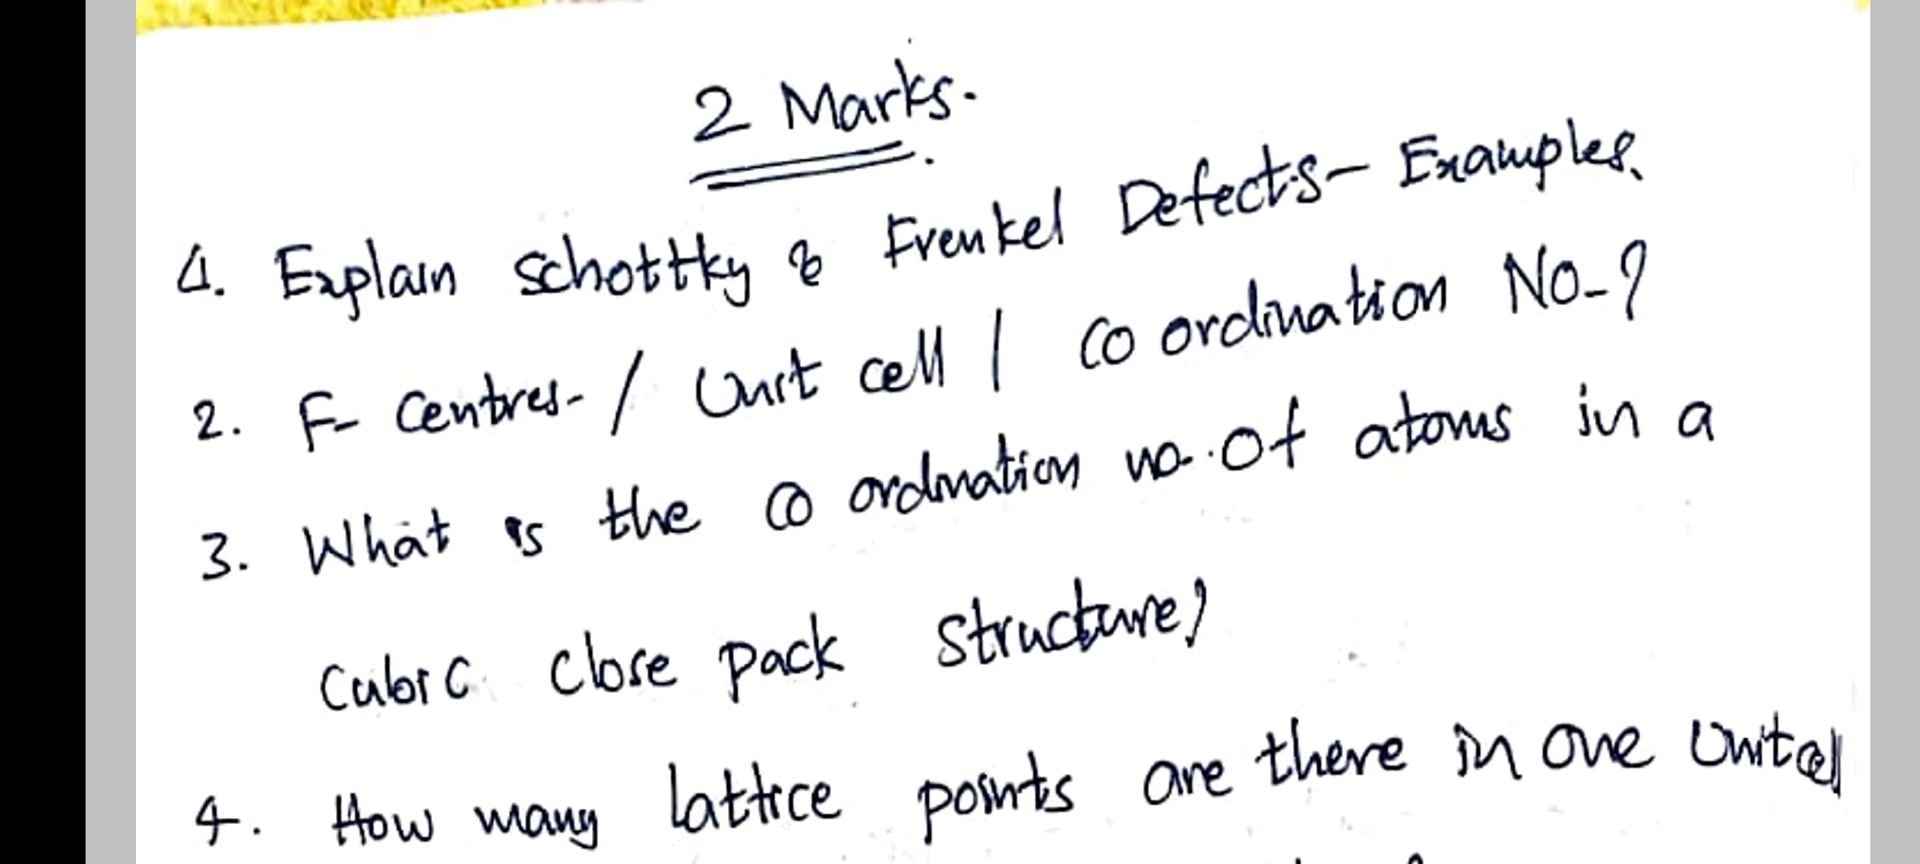 2 Marks.
1. Explain Schottky & Frenkel Defects- Examples.
2. F- Centres- / Unit cell / Co ordination No-?
3. What is the Co ordination no. of atoms in a
Cubic Close pack structure?
4. How many lattice points are there in one Unitcell